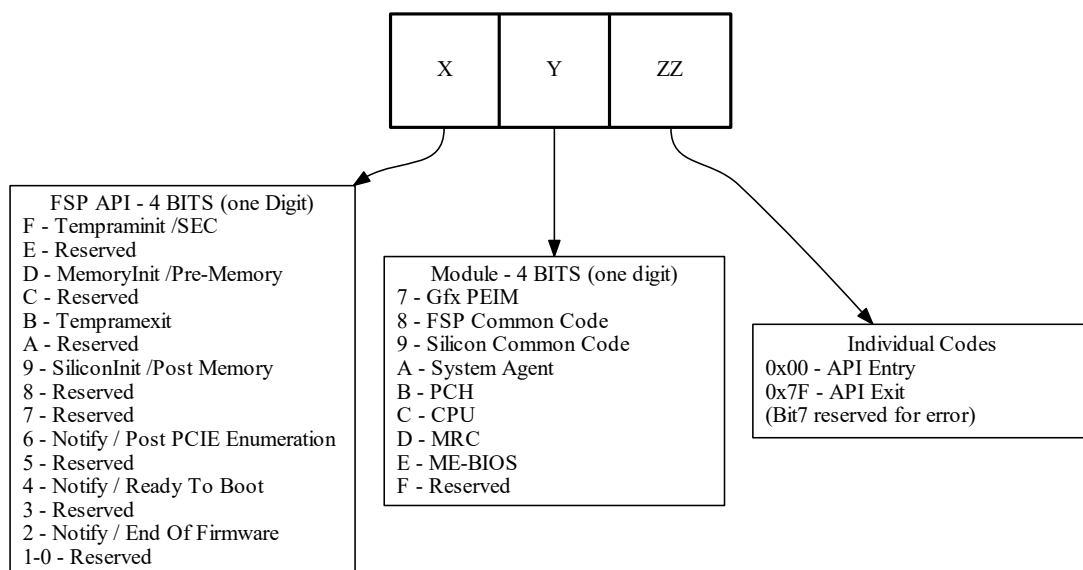 X
Y
ZZ
FSP API - 4 BITS (one Digit)
F - Tempraminit /SEC
E - Reserved
D - MemoryInit /Pre-Memory
C - Reserved
B - Tempramexit
A - Reserved
9 - SiliconInit /Post Memory
8 - Reserved
7 - Reserved
6 - Notify / Post PCIE Enumeration
5 - Reserved
4 - Notify / Ready To Boot
3 - Reserved
2 - Notify / End Of Firmware
1-0 - Reserved
Module - 4 BITS (one digit)
7 - Gfx PEIM
8 - FSP Common Code
9 - Silicon Common Code
A - System Agent
B - PCH
C - CPU
D - MRC
E - ME-BIOS
F - Reserved
Individual Codes
0x00 - API Entry
0x7F - API Exit
(Bit7 reserved for error)